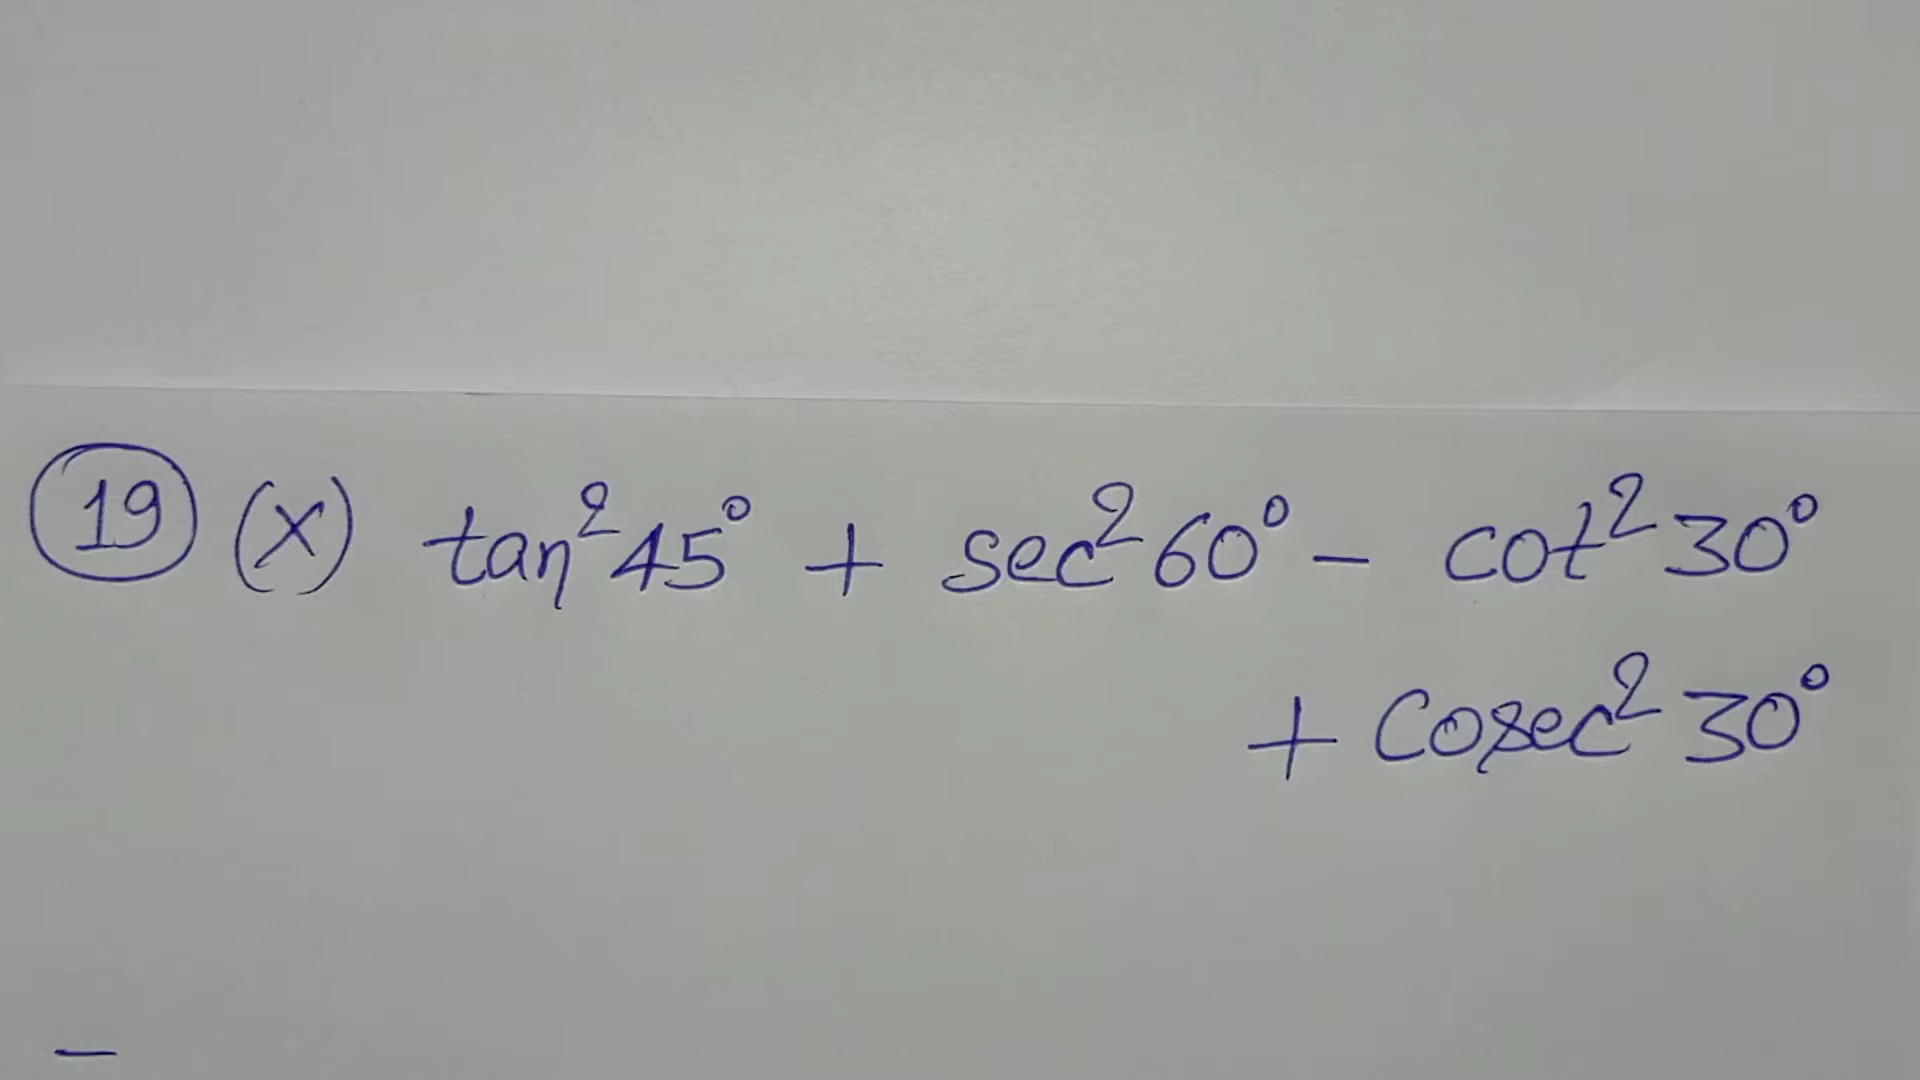 19 (x) tan²45° + sec²60° - cot²30°
+ Cosec²30°